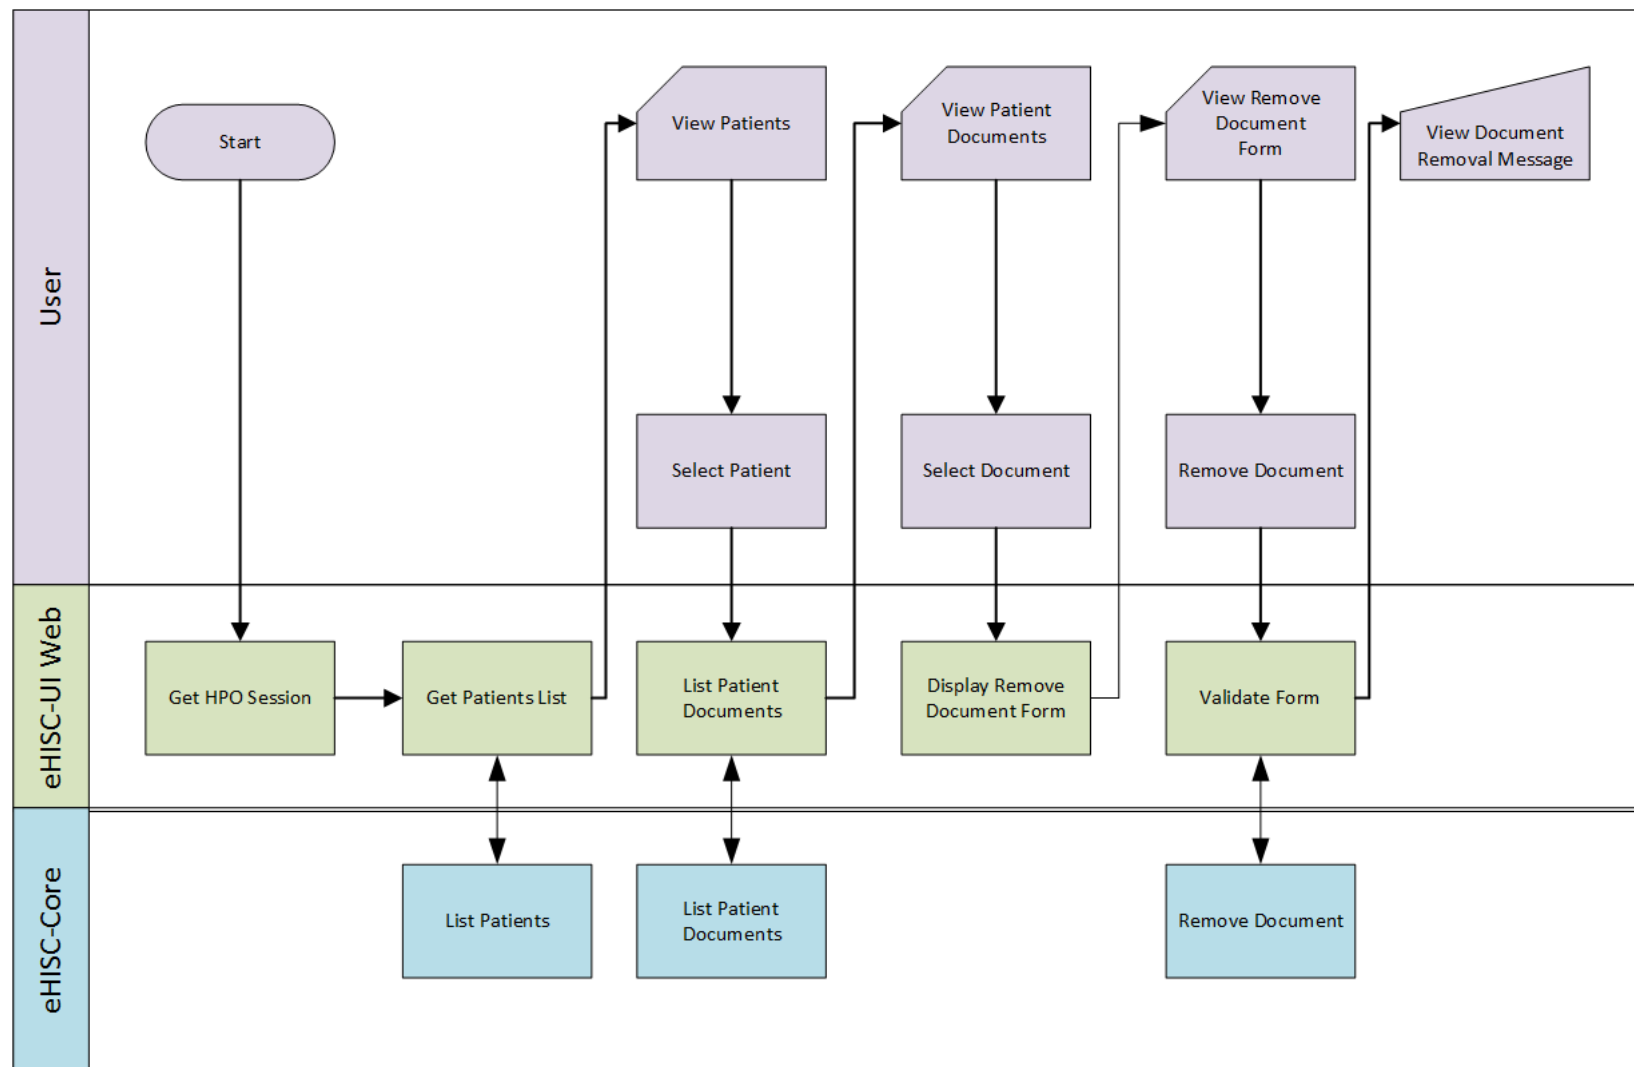 User
Start
View Patients
View Patient
Documents
View Remove
Document
Form
View Document
Removal Message
Select Patient
Select Document
Remove Document
eHISC-UI Web
Get HPO Session
Get Patients List
List Patient
Documents
Display Remove
Document Form
Validate Form
eHISC-Core
List Patients
List Patient
Documents
Remove Document